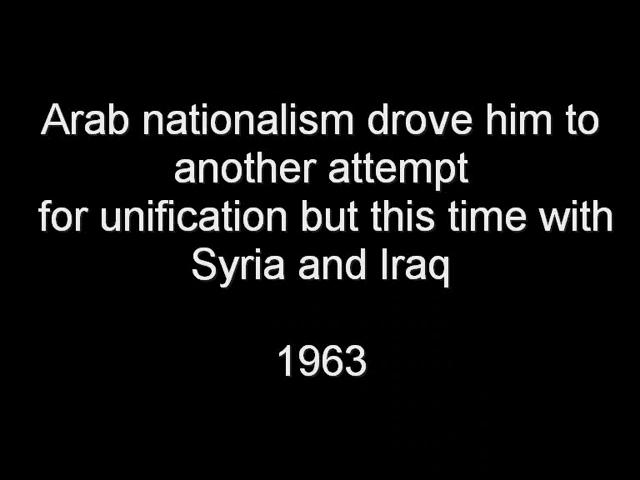 Arab nationalism drove him to
another attempt
for unification but this time with
Syria and Iraq
1963